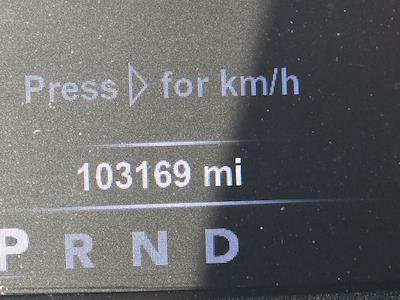 Press ▷ for km/h
103169 mi
P R N D